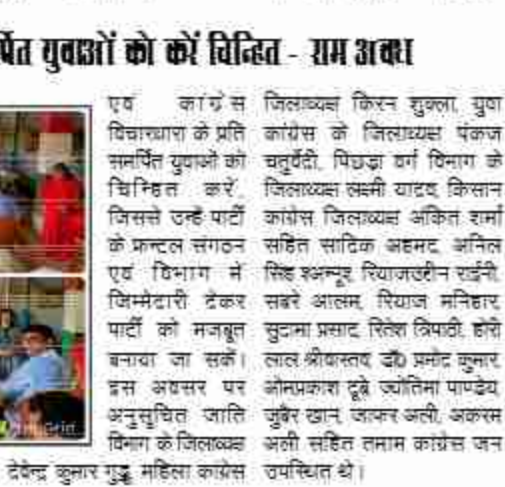 र्पित युवाओं को करें चिन्हित - राम अवध
एवं कांग्रेस
विचारधारा के प्रति
समर्पित युवाओं को
चिन्हित करें,
जिससे उन्हें पार्टी
के फ्रन्टल संगठन
एवं विभाग में
जिम्मेदारी देकर
पार्टी को मजबूत
बनाया जा सकें।
इस अवसर पर
अनुसुचित जाति
विभाग के जिलाध्यक्ष
देवेन्द्र कुमार गुड्डू, महिला कांग्रेस
जिलाध्यक्ष किरन शुक्ला, युवा
कांग्रेस के जिलाध्यक्ष पंकज
चतुर्वेदी, पिछड़ा वर्ग विभाग के
जिलाध्यक्ष लक्ष्मी यादव, किसान
कांग्रेस जिलाध्यक्ष अंकित शर्मा
सहित सादिक अहमद, अनिल
सिंह रियाजउद्दीन राईनी,
सबरे आलम, रियाज मनिहार,
सुदामा प्रसाद, रितेश त्रिपाठी, होरी
लाल श्रीवास्तव, डॉ0 प्रमोद कुमार,
ओमप्रकाश दूबे, ज्योतिमा पाण्डेय,
जुबैर खान, जाफर अली, अकरम
अली सहित तमाम कांग्रेस जन
उपस्थित थे।